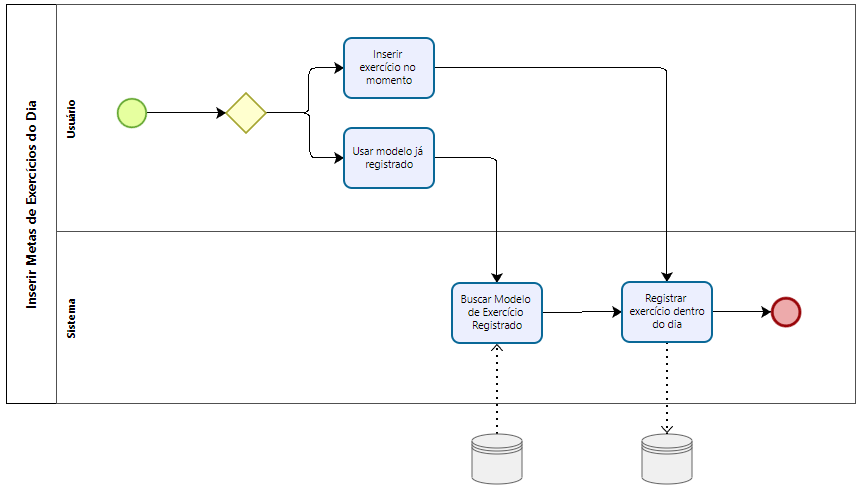 Inserir Metas de Exercícios do Dia
Usuário
Inserir
exercício no
momento
Usar modelo já
registrado
Sistema
Buscar Modelo
de Exercício
Registrado
Registrar
exercício dentro
do dia